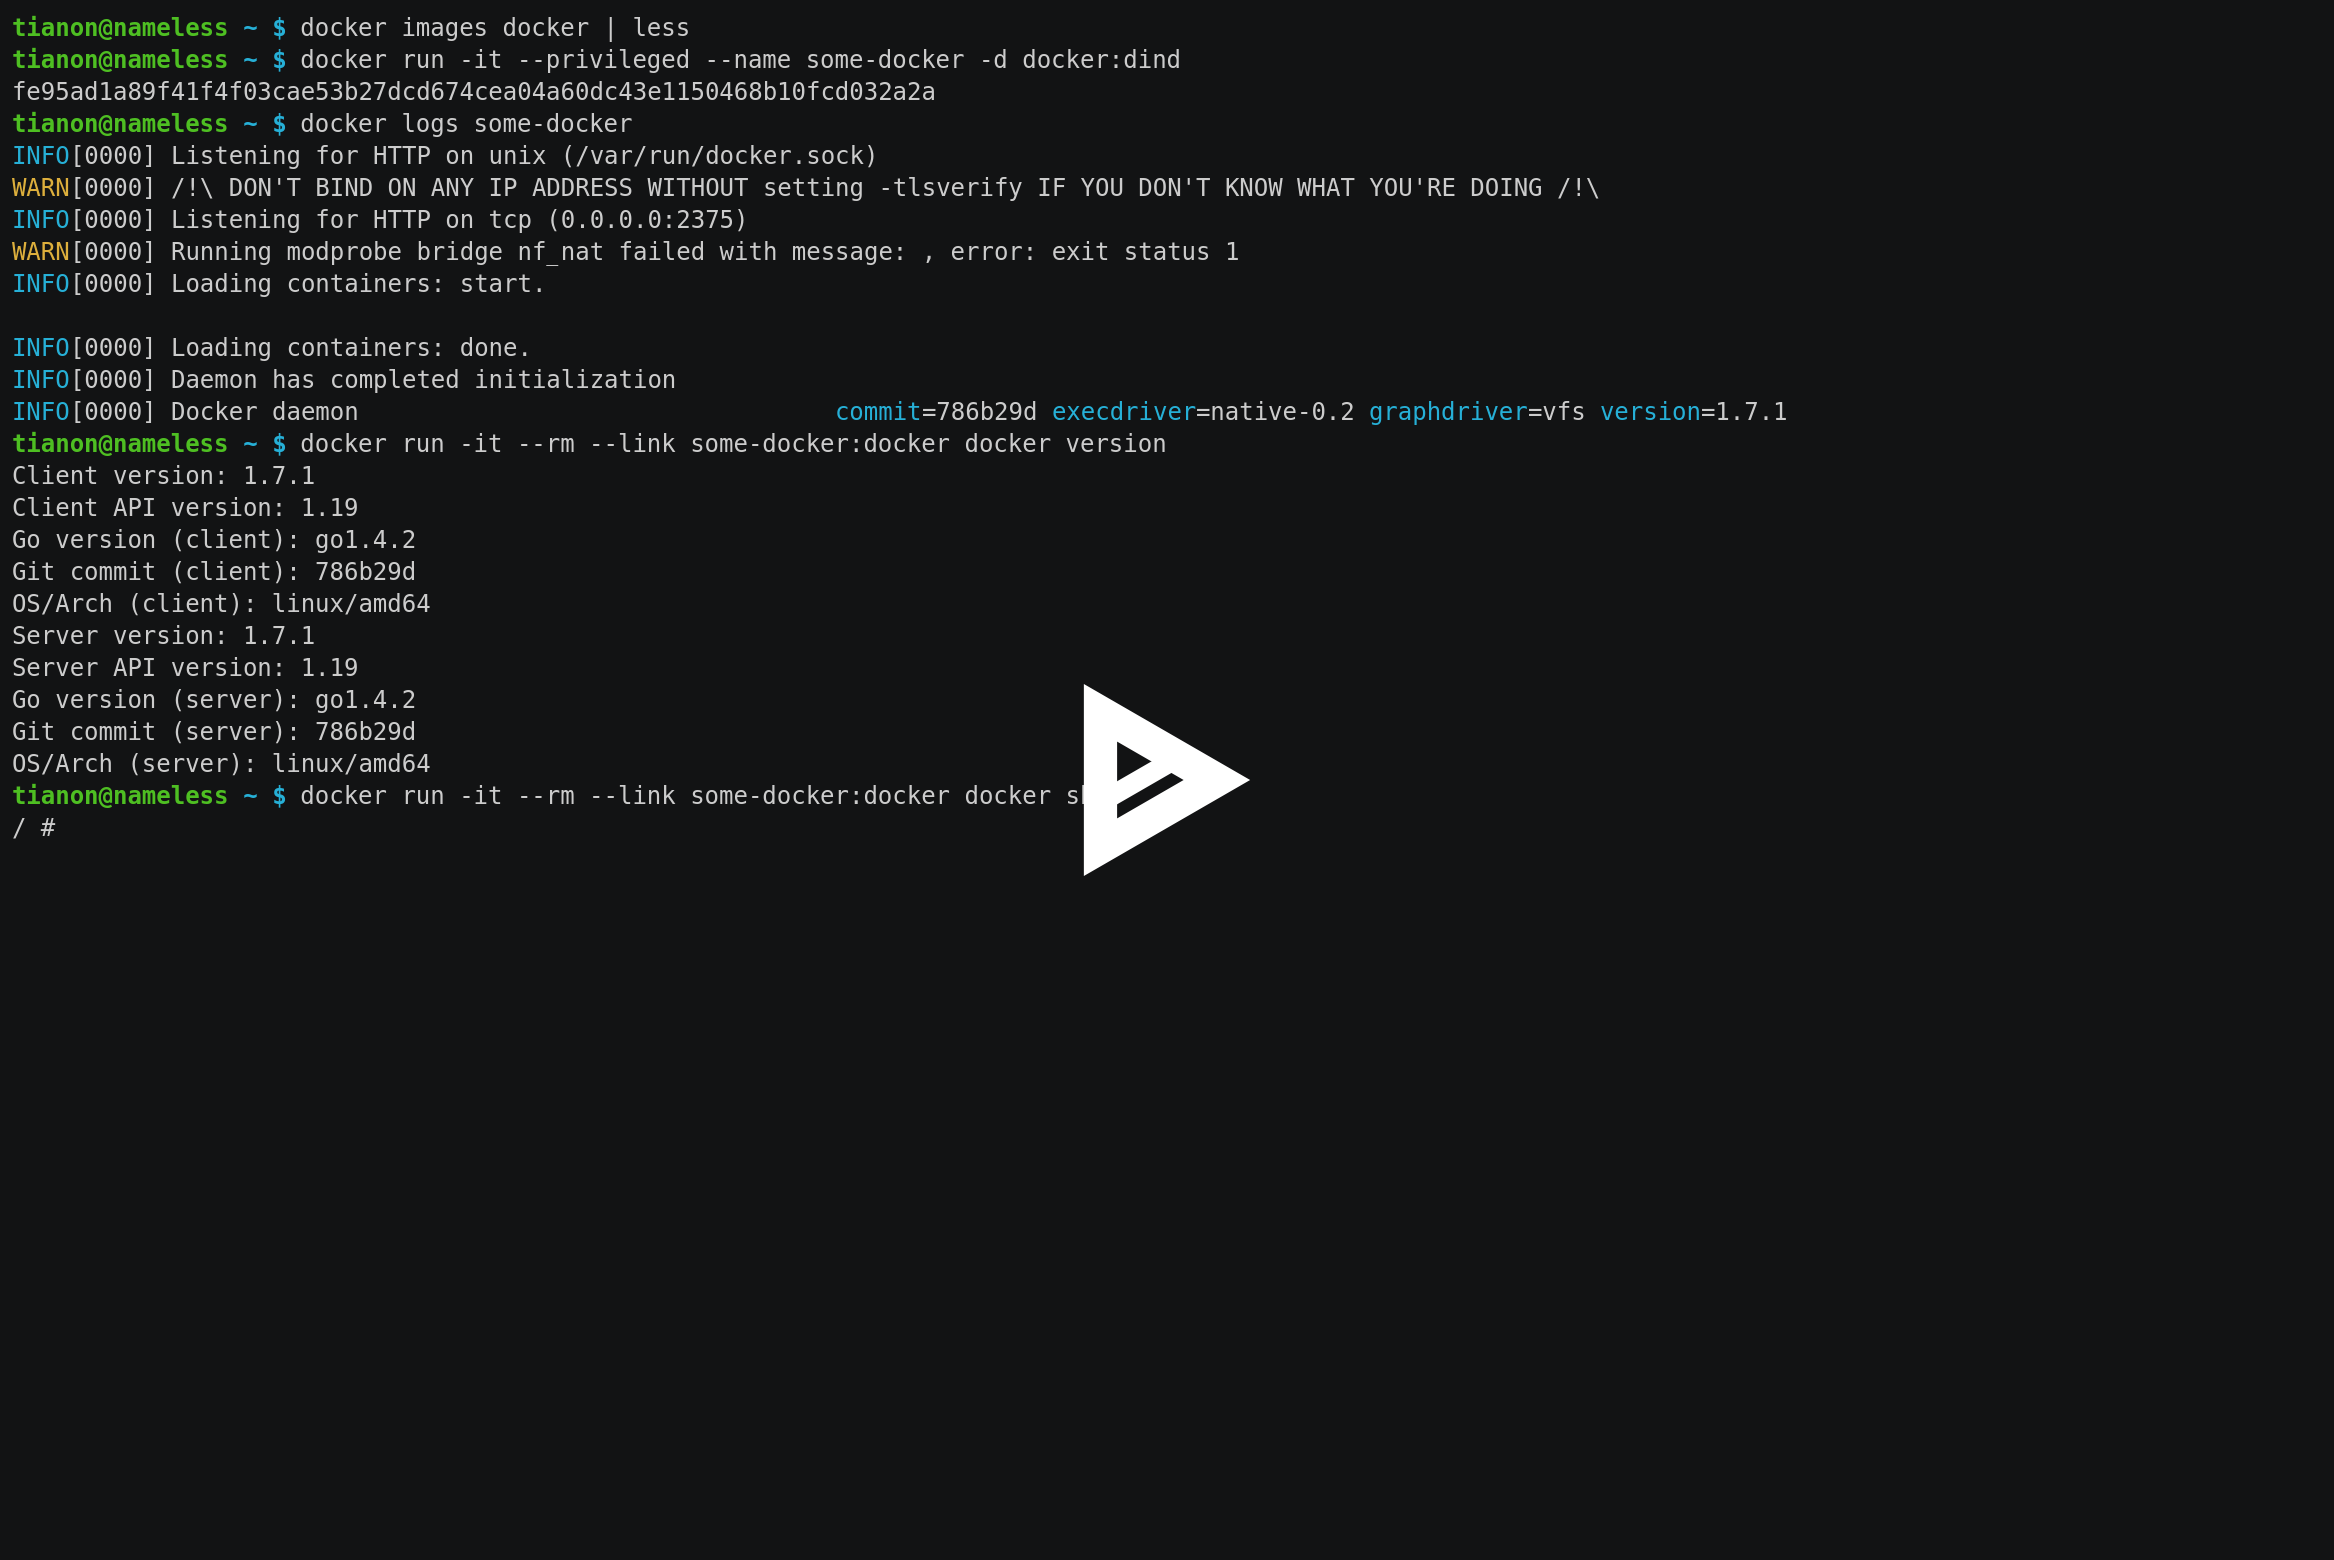 tianon@nameless ~ $ docker images docker | less
tianon@nameless ~ $ docker run -it --privileged --name some-docker -d docker:dind
fe95ad1a89f41f4f03cae53b27dcd674cea04a60dc43e1150468b10fcd032a2a
tianon@nameless ~ $ docker logs some-docker
INFO[0000] Listening for HTTP on unix (/var/run/docker.sock)
WARN[0000] /!\ DON'T BIND ON ANY IP ADDRESS WITHOUT setting -tlsverify IF YOU DON'T KNOW WHAT YOU'RE DOING /!\
INFO[0000] Listening for HTTP on tcp (0.0.0.0:2375)
WARN[0000] Running modprobe bridge nf_nat failed with message: , error: exit status 1
INFO[0000] Loading containers: start.
INFO[0000] Loading containers: done.
INFO[0000] Daemon has completed initialization
INFO[0000] Docker daemon commit=786b29d execdriver=native-0.2 graphdriver=vfs version=1.7.1
tianon@nameless ~ $ docker run -it --rm --link some-docker:docker docker version
Client version: 1.7.1
Client API version: 1.19
Go version (client): go1.4.2
Git commit (client): 786b29d
OS/Arch (client): linux/amd64
Server version: 1.7.1
Server API version: 1.19
Go version (server): go1.4.2
Git commit (server): 786b29d
OS/Arch (server): linux/amd64
tianon@nameless ~ $ docker run -it --rm --link some-docker:docker docker
/ #